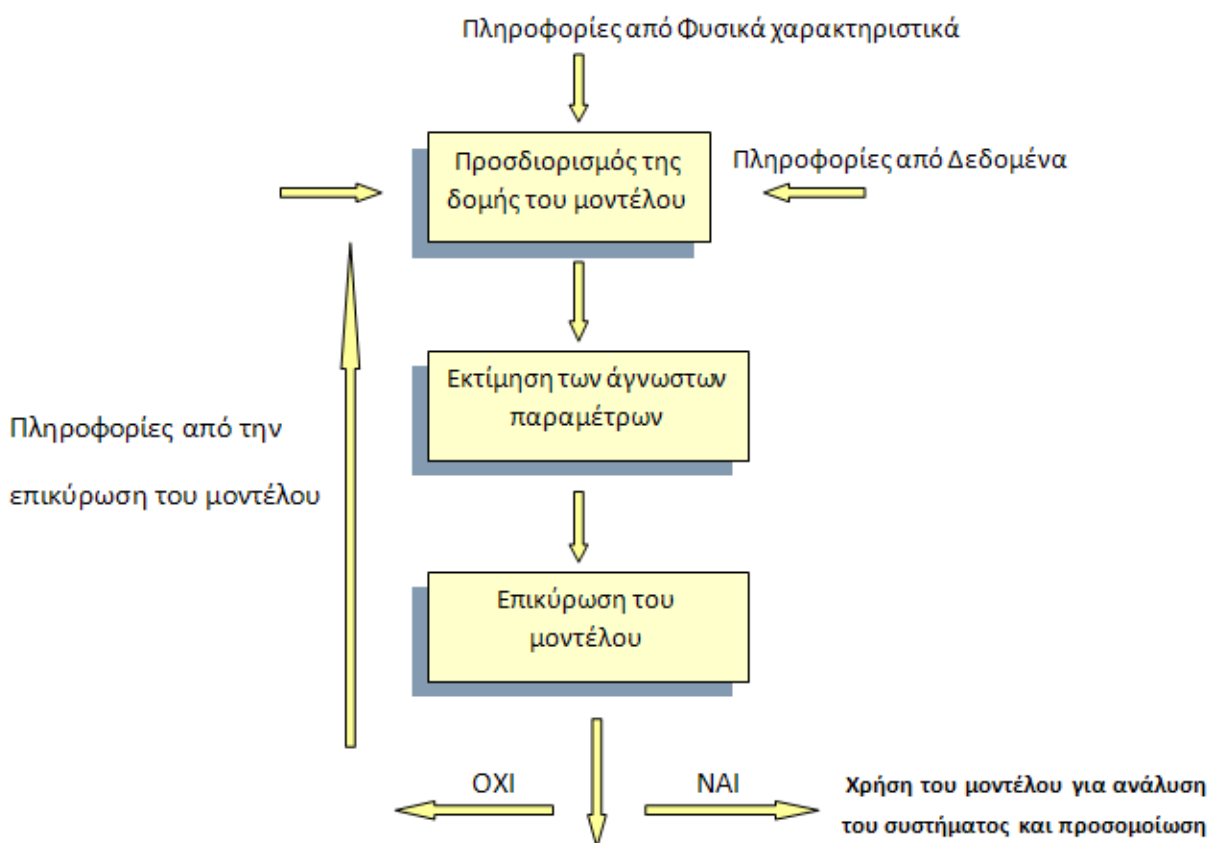 Πληροφορίες από Φυσικά χαρακτηριστικά
Προσδιορισμός της
δομής του μοντέλου
Πληροφορίες από Δεδομένα
Εκτίμηση των άγνωστων
παραμέτρων
Πληροφορίες από την
επικύρωση του μοντέλου
Επικύρωση του
μοντέλου
ΟΧΙ
ΝΑΙ
Χρήση του μοντέλου για ανάλυση
του συστήματος και προσομοίωση